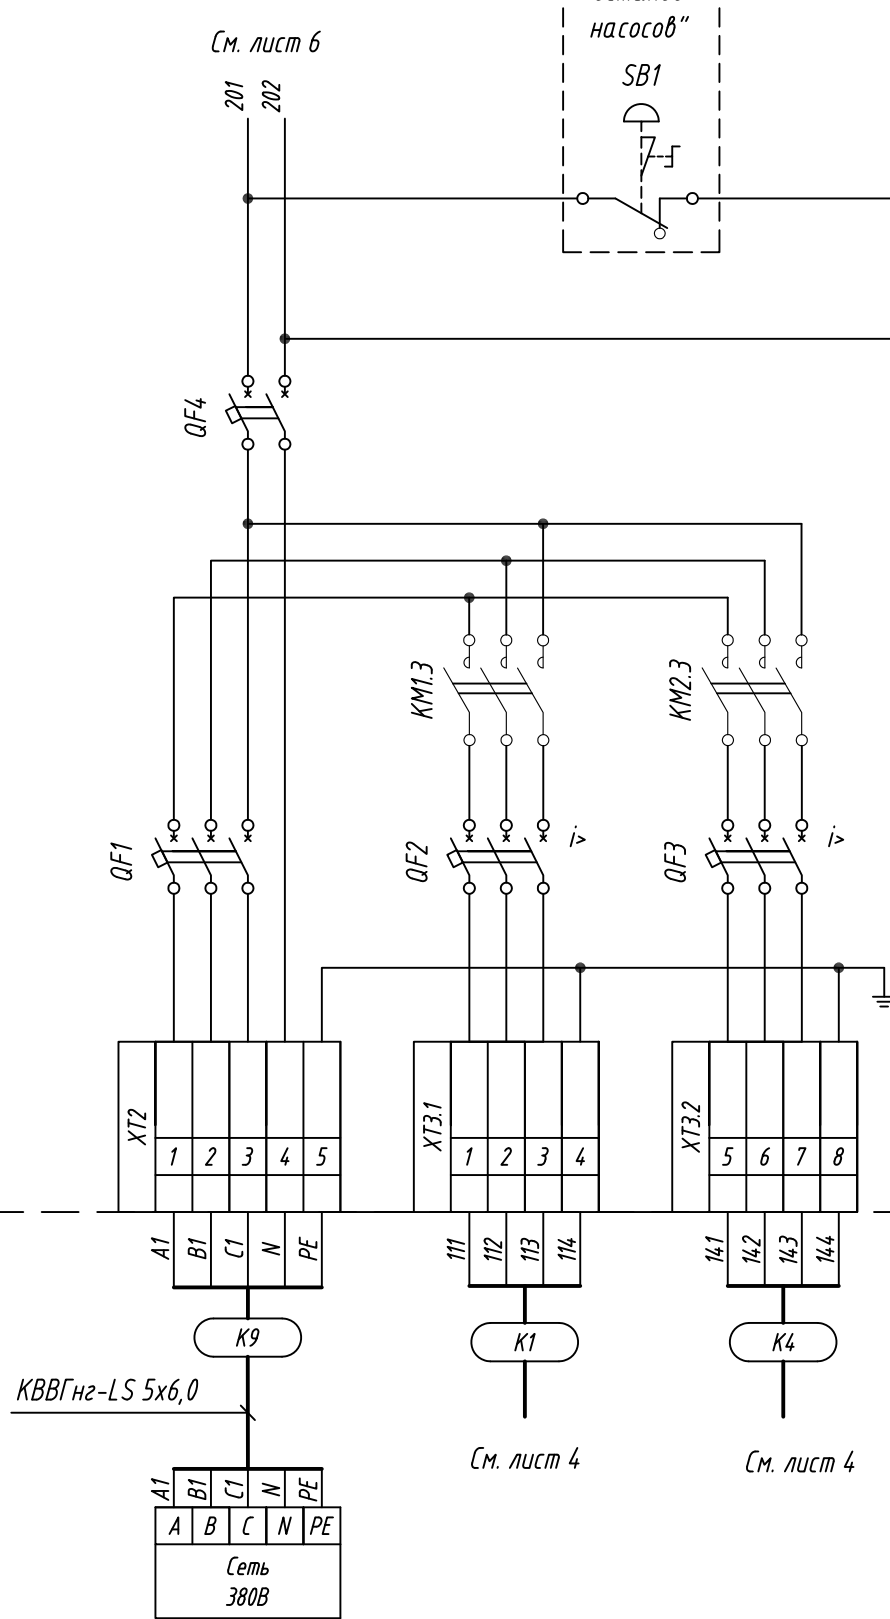 насосов"
См. лист 6
SB1
201
202
QF4
KM1.3
KM2.3
QF1
QF2
i>
QF3
i>
XT2
1 2 3 4 5
XT3.1
1 2 3 4
XT3.2
5 6 7 8
A1 B1 C1 N PE
111 112 113 114
141 142 143 144
K9
K1
K4
КВВГнг-LS 5х6,0
См. лист 4
См. лист 4
A1 B1 C1 N PE
A B C N PE
Сеть
380В